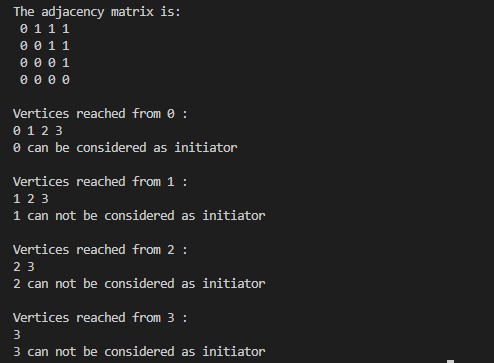 The adjacency matrix is:
0 1 1 1
0 0 1 1
0 0 0 1
0 0 0 0
Vertices reached from 0 :
0 1 2 3
0 can be considered as initiator
Vertices reached from 1 :
1 2 3
1 can not be considered as initiator
Vertices reached from 2 :
2 3
2 can not be considered as initiator
Vertices reached from 3 :
3
3 can not be considered as initiator